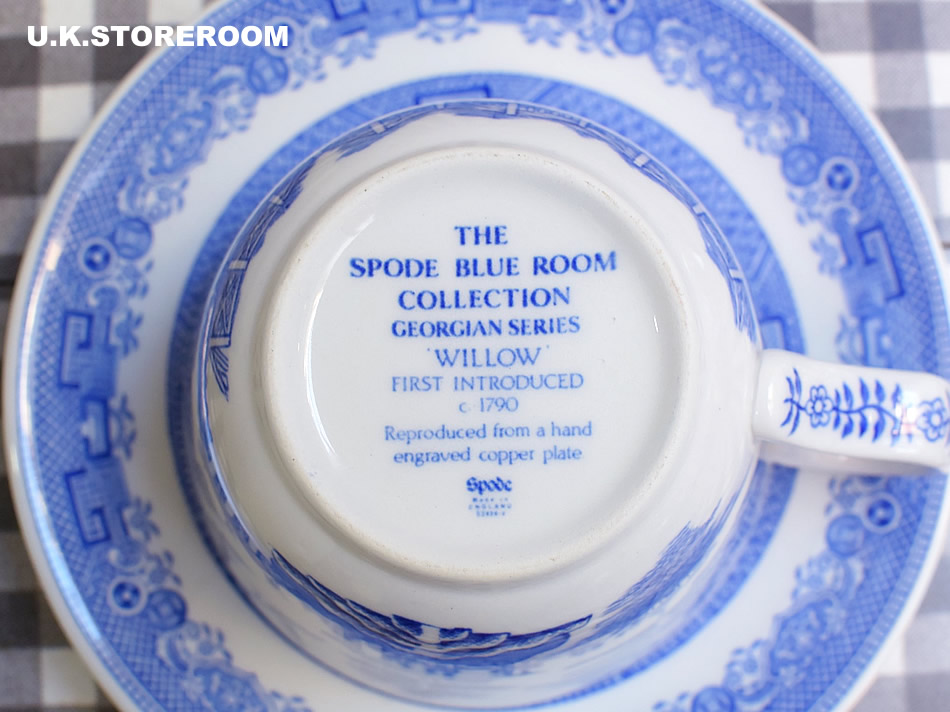 U.K.STOREROOM
THE
SPODE BLUE ROOM
COLLECTION
GEORGIAN SERIES
'WILLOW'
FIRST INTRODUCED
c 1790
Reproduced from a hand
engraved copper plate
Spode
MADE IN
ENGLAND